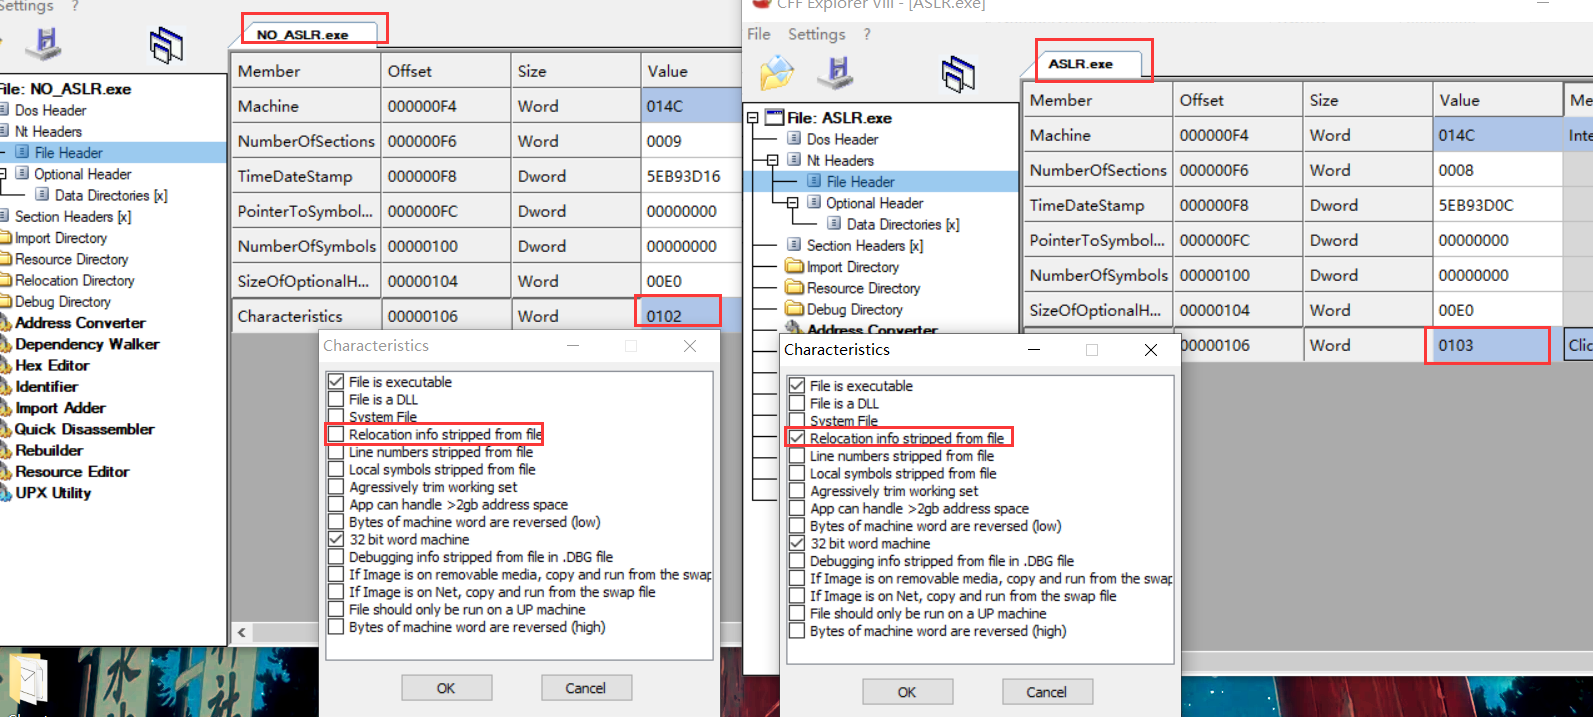 Settings ?
NO_ASLR.exe
File: NO_ASLR.exe
Dos Header
Nt Headers
File Header
Optional Header
Data Directories [x]
Section Headers [x]
Import Directory
Resource Directory
Relocation Directory
Debug Directory
Address Converter
Dependency Walker
Hex Editor
Identifier
Import Adder
Quick Disassembler
Rebuilder
Resource Editor
UPX Utility
Member Offset Size Value
Machine 000000F4 Word 014C
NumberOfSections 000000F6 Word 0009
TimeDateStamp 000000F8 Dword 5EB93D16
PointerToSymbol... 000000FC Dword 00000000
NumberOfSymbols 00000100 Dword 00000000
SizeOfOptionalH... 00000104 Word 00E0
Characteristics 00000106 Word 0102
Characteristics
File is executable
File is a DLL
System File
Relocation info stripped from file
Line numbers stripped from file
Local symbols stripped from file
Agressively trim working set
App can handle >2gb address space
Bytes of machine word are reversed (low)
32 bit word machine
Debugging info stripped from file in .DBG file
If Image is on removable media, copy and run from the swap
If Image is on Net, copy and run from the swap file
File should only be run on a UP machine
Bytes of machine word are reversed (high)
OK Cancel
CFF Explorer VIII - [ASLR.exe]
File Settings ?
ASLR.exe
File: ASLR.exe
Dos Header
Nt Headers
File Header
Optional Header
Data Directories [x]
Section Headers [x]
Import Directory
Resource Directory
Debug Directory
Address Converter
Member Offset Size Value Me
Machine 000000F4 Word 014C Inte
NumberOfSections 000000F6 Word 0008
TimeDateStamp 000000F8 Dword 5EB93D0C
PointerToSymbol... 000000FC Dword 00000000
NumberOfSymbols 00000100 Dword 00000000
SizeOfOptionalH... 00000104 Word 00E0
00000106 Word 0103 Clic
Characteristics
File is executable
File is a DLL
System File
Relocation info stripped from file
Line numbers stripped from file
Local symbols stripped from file
Agressively trim working set
App can handle >2gb address space
Bytes of machine word are reversed (low)
32 bit word machine
Debugging info stripped from file in .DBG file
If Image is on removable media, copy and run from the swap
If Image is on Net, copy and run from the swap file
File should only be run on a UP machine
Bytes of machine word are reversed (high)
OK Cancel